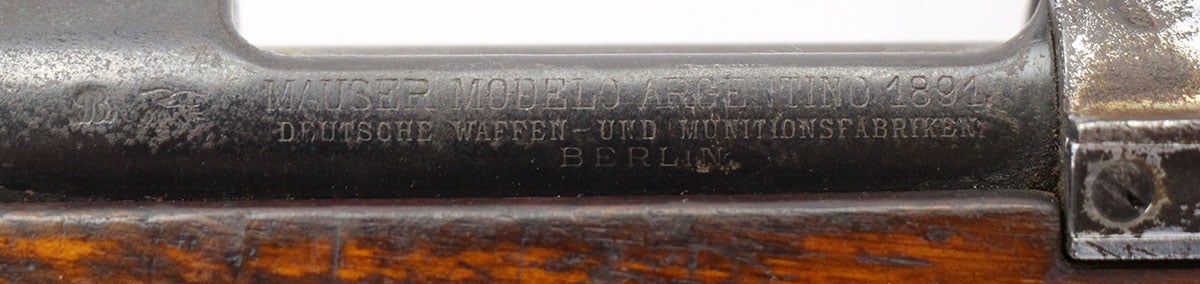 MAUSER MODELO ARGENTINO 1891.
DEUTSCHE WAFFEN-UND MUNITIONSFABRIKEN.
BERLIN.